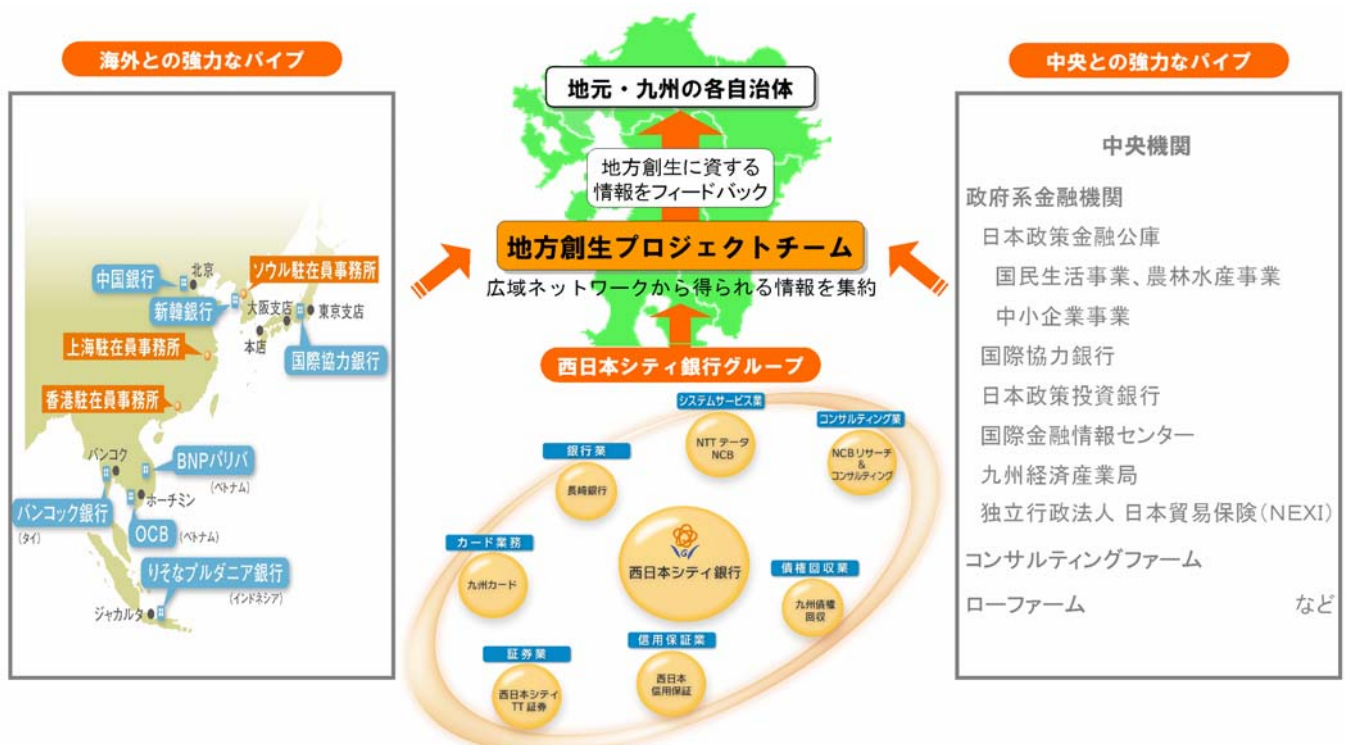 海外との強力なパイプ
中国銀行
北京
ソウル駐在員事務所
新韓銀行
大阪支店
東京支店
本店
国際協力銀行
上海駐在員事務所
香港駐在員事務所
バンコク
BNPパリバ
(ベトナム)
ホーチミン
バンコック銀行
(タイ)
OCB
(ベトナム)
りそなプルダニア銀行
(インドネシア)
ジャカルタ
地元・九州の各自治体
地方創生に資する
情報をフィードバック
地方創生プロジェクトチーム
広域ネットワークから得られる情報を集約
西日本シティ銀行グループ
システムサービス業
NTT データ
NCB
コンサルティング業
NCBリサーチ
&
コンサルティング
銀行業
長崎銀行
西日本シティ銀行
カード業務
九州カード
債権回収業
九州債権
回収
信用保証業
西日本
信用保証
証券業
西日本シティ
TT 証券
中央との強力なパイプ
中央機関
政府系金融機関
日本政策金融公庫
国民生活事業、農林水産事業
中小企業事業
国際協力銀行
日本政策投資銀行
国際金融情報センター
九州経済産業局
独立行政法人 日本貿易保険(NEXI)
コンサルティングファーム
ローファーム など